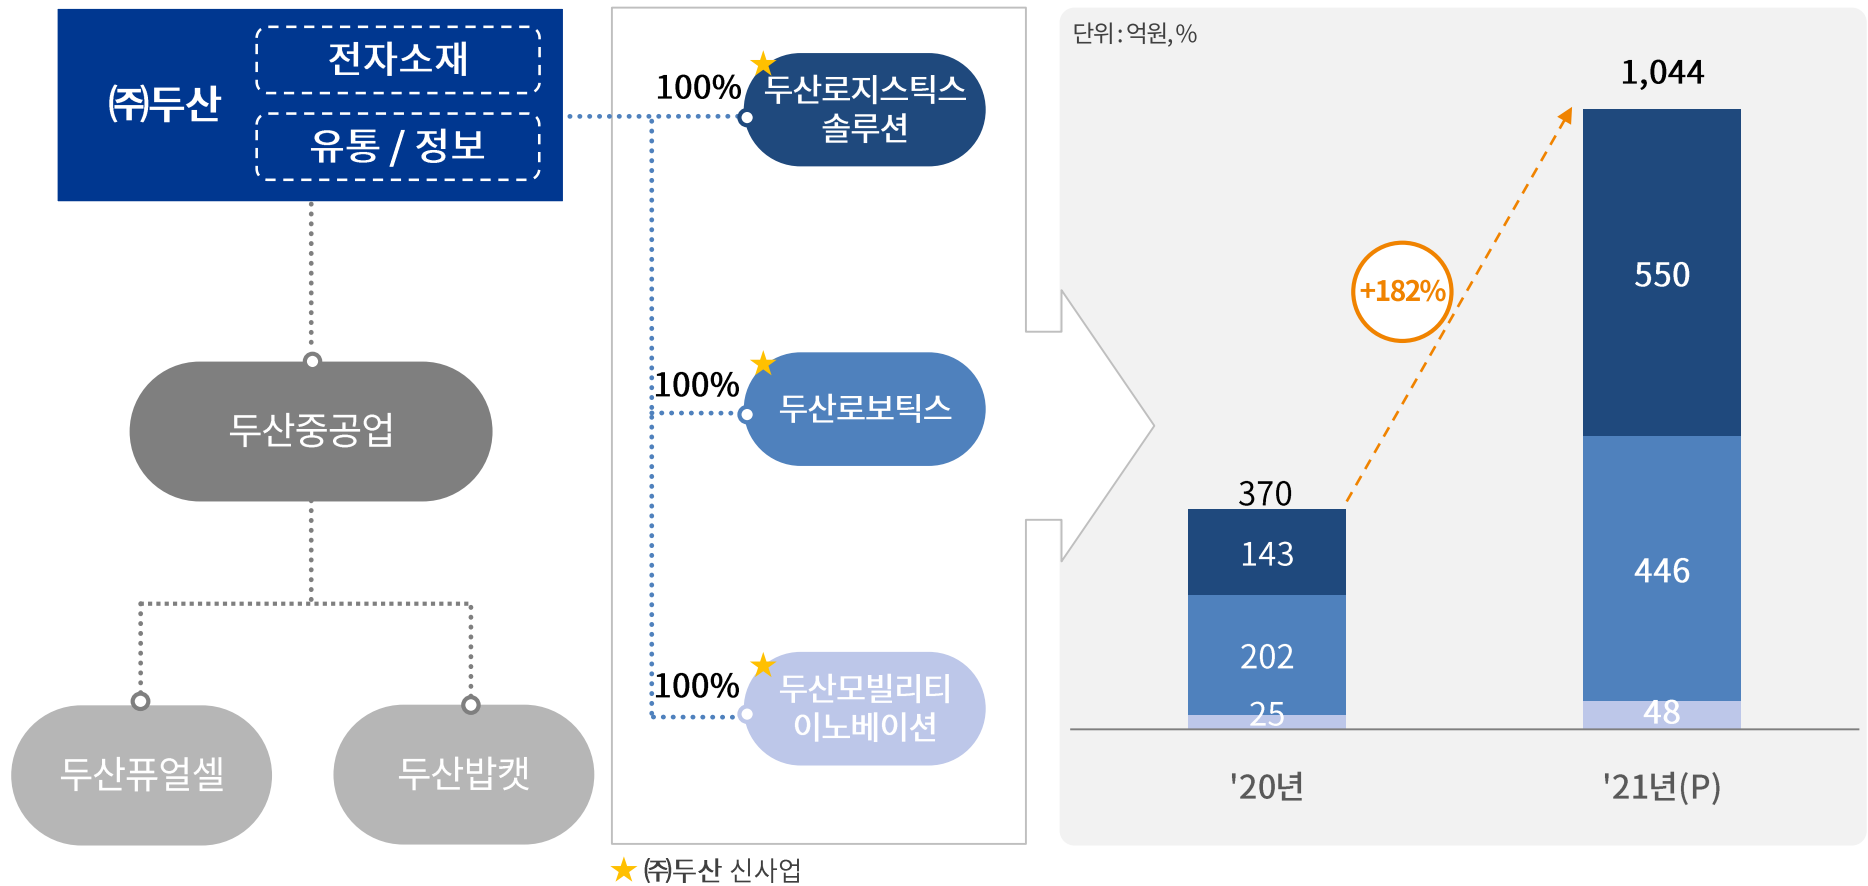 ㈜두산
전자소재
유통 / 정보
두산중공업
두산퓨얼셀
두산밥캣
100%
두산로지스틱스
솔루션
100%
두산로보틱스
100%
두산모빌리티
이노베이션
★ ㈜두산 신사업
단위 : 억원, %
1,044
550
446
48
+182%
370
143
202
25
'20년
'21년(P)